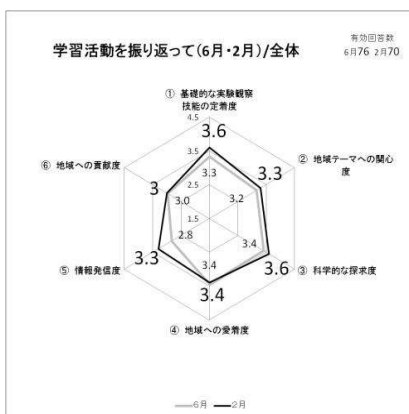 学習活動を振り返って(6月・2月)/全体
有効回答数
6月76 2月70
① 基礎的な実験観察
技能の定着度
4.5
3.6
3.5
3.3
⑥ 地域への貢献度
② 地域テーマへの関心
度
3
3.3
2.5
3.0
3.2
1.5
2.8
3.4
⑤ 情報発信度
3.3
3.6
③ 科学的な探求度
3.4
3.4
④ 地域への愛着度
6月 2月